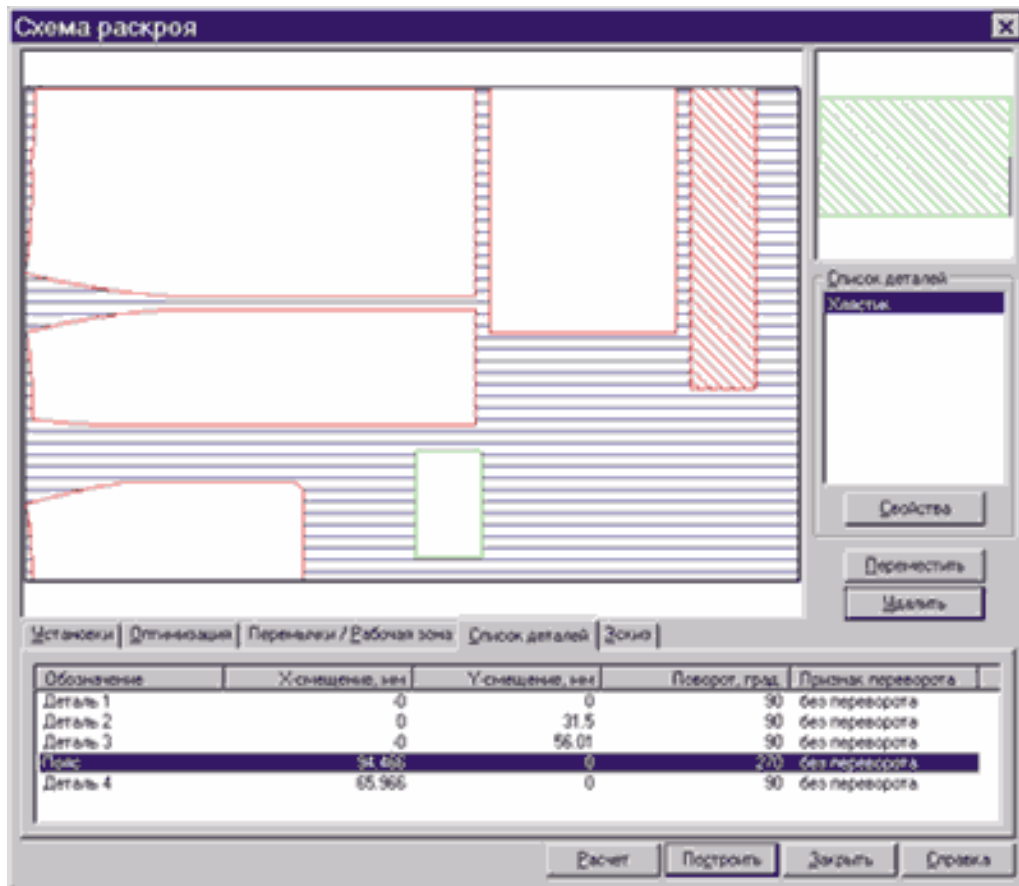 Схема раскроя
Список деталей
Хлястик
Свойства
Переместить
Удалить
Установки Оптимизация Перемычки / Рабочая зона Список деталей Эскиз
Обозначение X-смещение, мм Y-смещение, мм Поворот, град Признак переворота
Деталь 1 -0 0 90 без переворота
Деталь 2 0 31.5 90 без переворота
Деталь 3 -0 56.01 90 без переворота
Пояс 94.466 0 270 без переворота
Деталь 4 65.966 0 90 без переворота
Расчет Построить Закрыть Справка